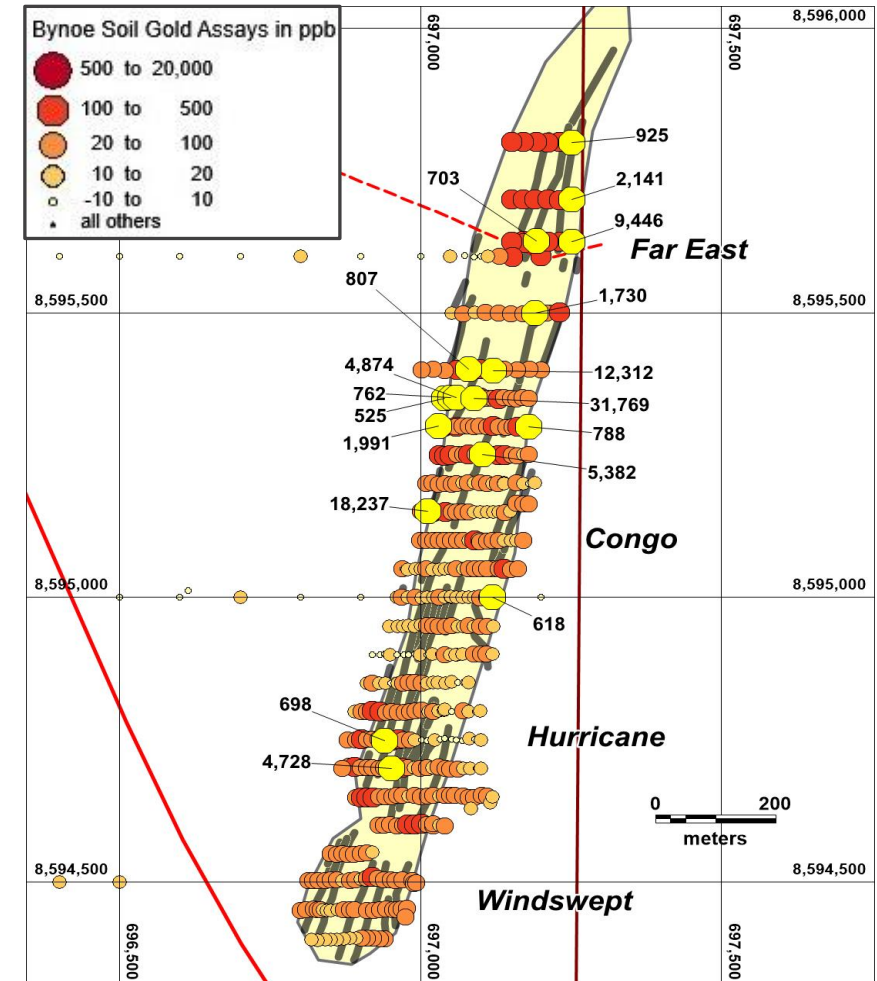 8,596,000
Bynoe Soil Gold Assays in ppb
500 to 20,000
100 to 500
20 to 100
10 to 20
-10 to 10
all others
697,000
697,500
925
703
2,141
9,446
Far East
807
1,730
8,595,500
8,595,500
4,874
12,312
762
31,769
525
1,991
788
5,382
18,237
Congo
8,595,000
8,595,000
618
698
Hurricane
4,728
0 200
meters
8,594,500
8,594,500
Windswept
696,500
697,000
697,500